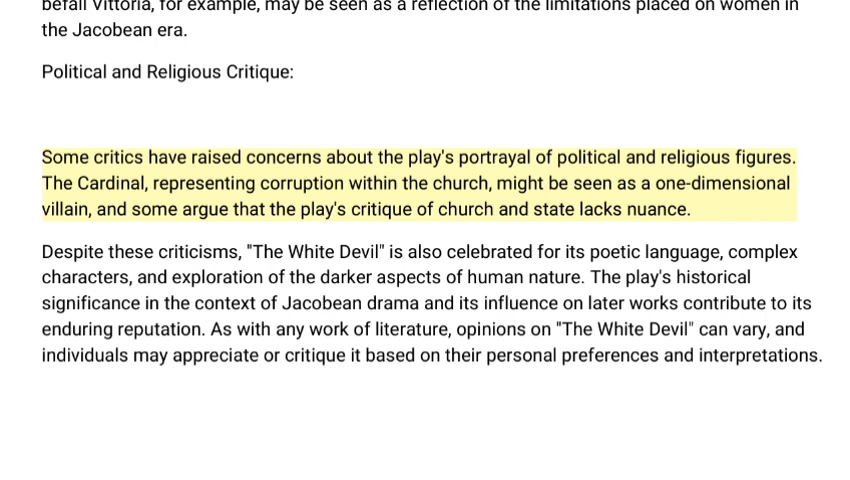 befall Vittoria, for example, may be seen as a reflection of the limitations placed on women in
the Jacobean era.
Political and Religious Critique:
Some critics have raised concerns about the play's portrayal of political and religious figures.
The Cardinal, representing corruption within the church, might be seen as a one-dimensional
villain, and some argue that the play's critique of church and state lacks nuance.
Despite these criticisms, "The White Devil" is also celebrated for its poetic language, complex
characters, and exploration of the darker aspects of human nature. The play's historical
significance in the context of Jacobean drama and its influence on later works contribute to its
enduring reputation. As with any work of literature, opinions on "The White Devil" can vary, and
individuals may appreciate or critique it based on their personal preferences and interpretations.